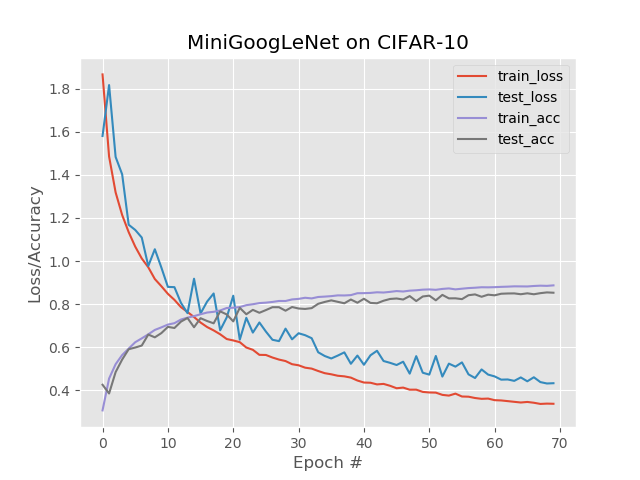 MiniGoogLeNet on CIFAR-10
train_loss
test_loss
train_acc
test_acc
Loss/Accuracy
1.8
1.6
1.4
1.2
1.0
0.8
0.6
0.4
0 10 20 30 40 50 60 70
Epoch #